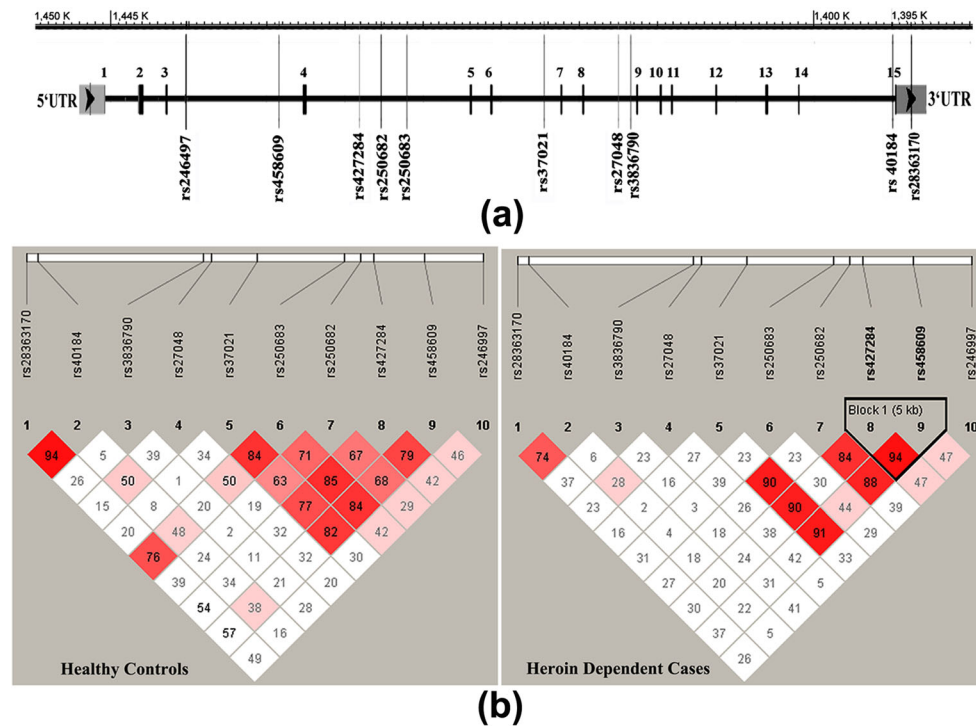 1,450 K 1,445 K 1,400 K 1,395 K
1 2 3 4 5 6 7 8 9 10 11 12 13 14 15
5'UTR 3'UTR
rs246497
rs458609
rs427284
rs250682
rs250683
rs37021
rs27048
rs3836790
rs 40184
rs28363170
(a)
rs28363170
rs40184
rs3836790
rs27048
rs37021
rs250683
rs250682
rs427284
rs458609
rs246997
1 2 3 4 5 6 7 8 9 10
94 5 39 34 84 71 67 79 46
26 50 1 50 63 85 68 42
15 8 20 19 77 84 29
20 48 2 32 82 42
76 24 11 32 30
39 34 21 20
54 38 28
57 16
49
Healthy Controls
rs28363170
rs40184
rs3836790
rs27048
rs37021
rs250683
rs250682
rs427284
rs458609
rs246997
Block 1 (5 kb)
1 2 3 4 5 6 7 8 9 10
74 6 39 27 23 23 84 94 47
37 28 16 39 90 30 88 47
23 2 3 26 90 44 39
16 4 18 38 91 29
31 18 24 26 33
27 20 31 5
30 22 41
37 5
26
Heroin Dependent Cases
(b)